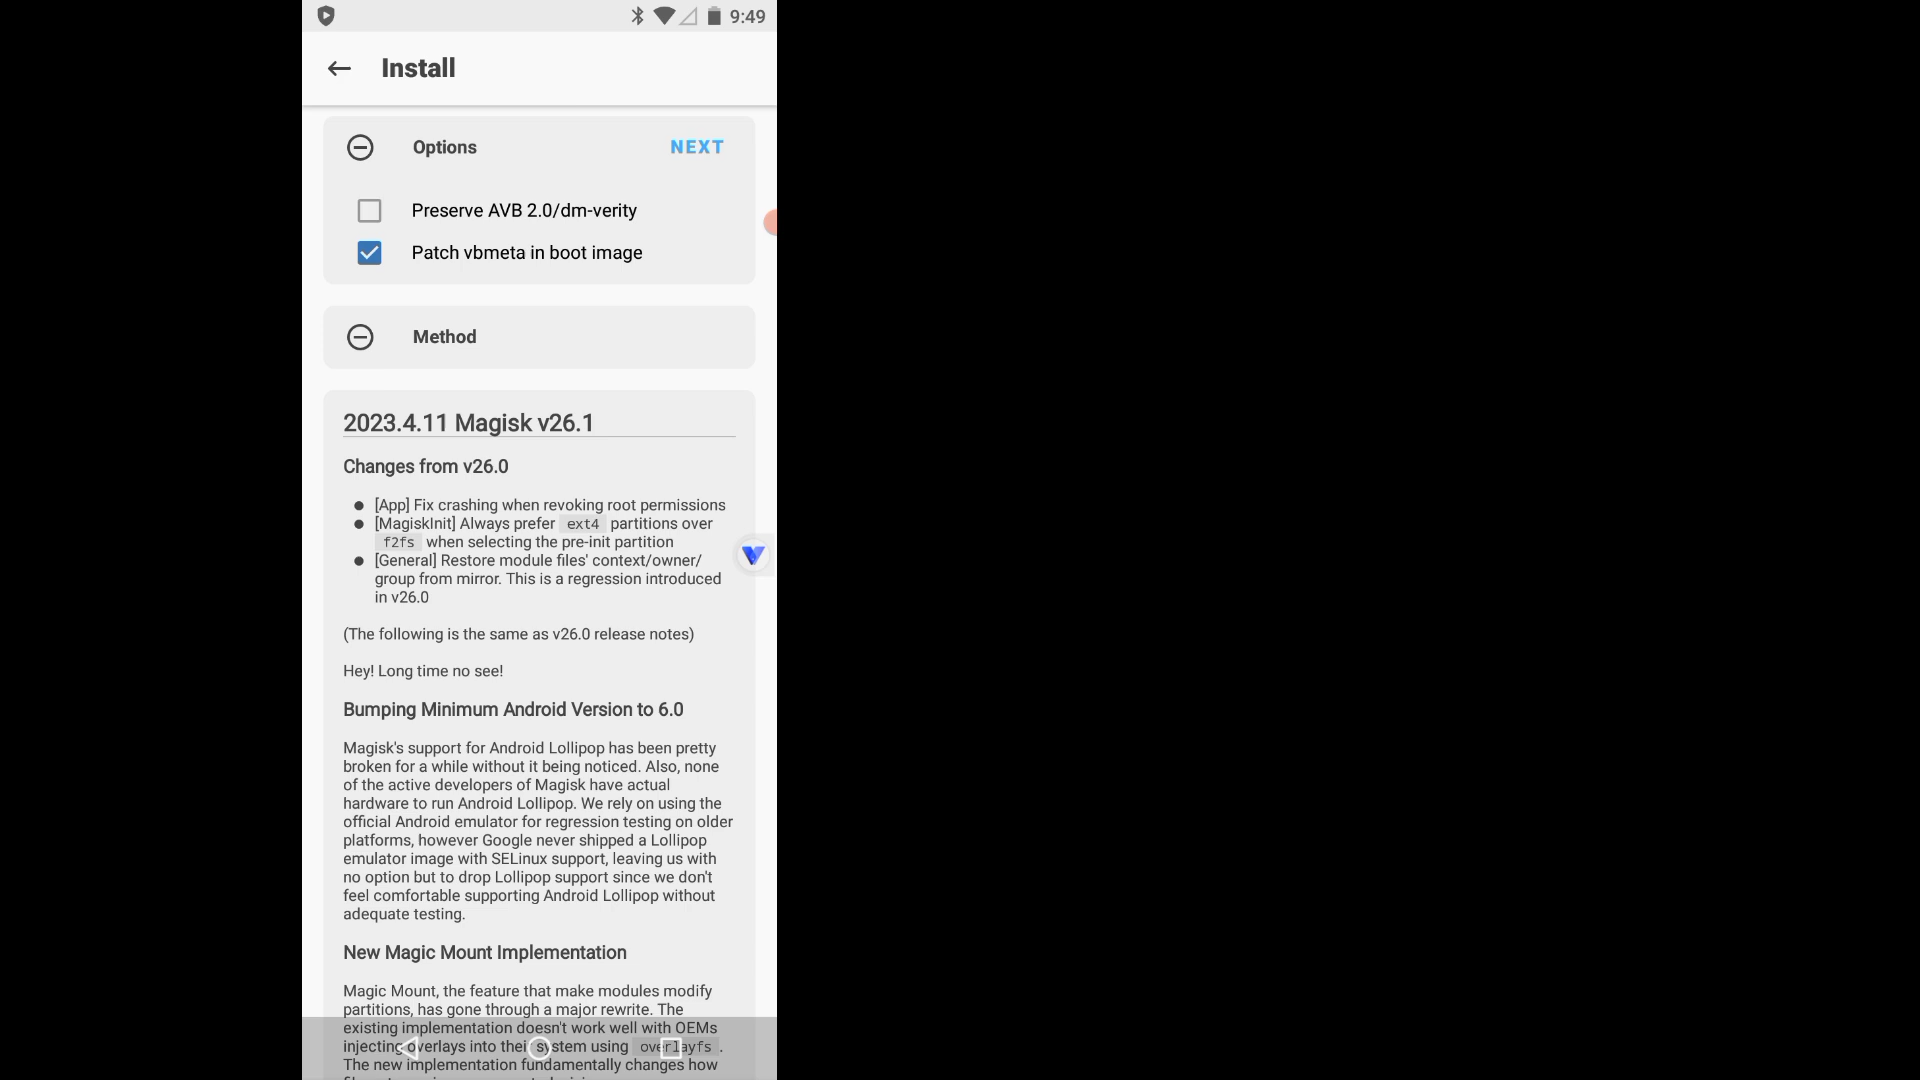 9:49
Install
Options
NEXT
Preserve AVB 2.0/dm-verity
Patch vbmeta in boot image
Method
2023.4.11 Magisk v26.1
Changes from v26.0
[App] Fix crashing when revoking root permissions
[MagiskInit] Always prefer ext4 partitions over
f2fs when selecting the pre-init partition
[General] Restore module files' context/owner/
group from mirror. This is a regression introduced
in v26.0
(The following is the same as v26.0 release notes)
Hey! Long time no see!
Bumping Minimum Android Version to 6.0
Magisk's support for Android Lollipop has been pretty
broken for a while without it being noticed. Also, none
of the active developers of Magisk have actual
hardware to run Android Lollipop. We rely on using the
official Android emulator for regression testing on older
platforms, however Google never shipped a Lollipop
emulator image with SELinux support, leaving us with
no option but to drop Lollipop support since we don't
feel comfortable supporting Android Lollipop without
adequate testing.
New Magic Mount Implementation
Magic Mount, the feature that make modules modify
partitions, has gone through a major rewrite. The
existing implementation doesn't work well with OEMs
injecting overlays into their system using overlayfs.
The new implementation fundamentally changes how